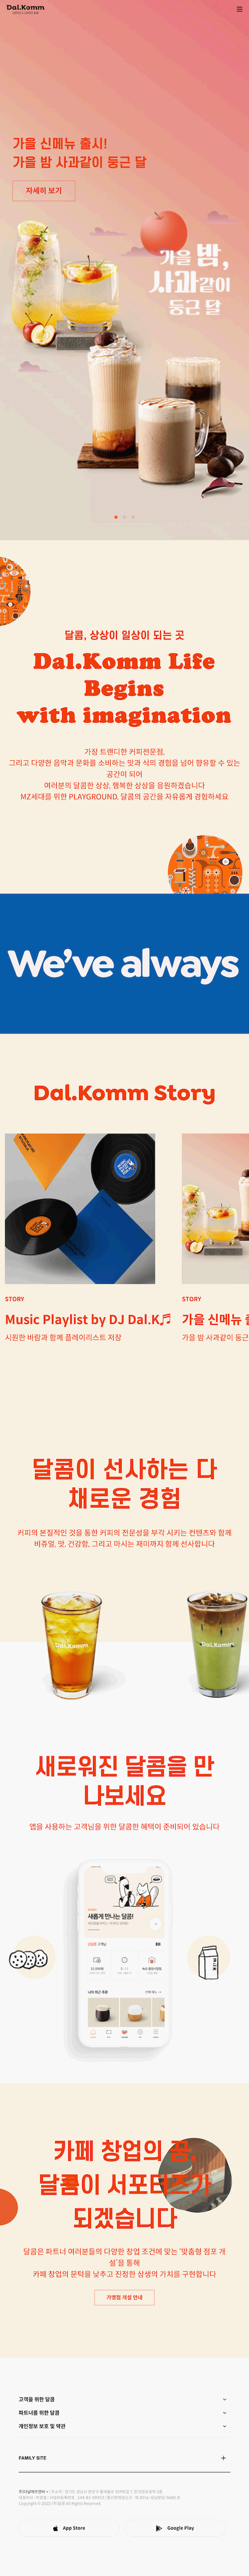 Dal.Komm
가을 신메뉴 출시!
가을 밤 사과같이 둥근 달
자세히 보기
가을 밤,
사과같이
둥근 달
달콤, 상상이 일상이 되는 곳
Dal.Komm Life
Begins
with imagination
가장 트랜디한 커피전문점,
그리고 다양한 음악과 문화를 소비하는 맛과 식의 경험을 넘어 향유할 수 있는
공간이 되어
여러분의 달콤한 상상, 행복한 상상을 응원하겠습니다
MZ세대를 위한 PLAYGROUND, 달콤의 공간을 자유롭게 경험하세요
We've always
Dal.Komm Story
STORY
Music Playlist by DJ Dal.K🎵
시원한 바람과 함께 플레이리스트 저장
STORY
가을 신메뉴 출
가을 밤 사과같이 둥근
달콤이 선사하는 다
채로운 경험
커피의 본질적인 것을 통한 커피의 전문성을 부각 시키는 컨텐츠와 함께
비쥬얼, 맛, 건강함, 그리고 마시는 재미까지 함께 선사합니다
Dal.Komm
Dal.Komm
새로워진 달콤을 만
나보세요
앱을 사용하는 고객님을 위한 달콤한 혜택이 준비되어 있습니다
새롭게 만나는 달콤!
카페 창업의 꿈,
달콤이 서포터즈가
되겠습니다
달콤은 파트너 여러분들의 다양한 창업 조건에 맞는 '맞춤형 점포 개
설'을 통해
카페 창업의 문턱을 낮추고 진정한 상생의 가치를 구현합니다
가맹점 개설 안내
고객을 위한 달콤
파트너를 위한 달콤
개인정보 보호 및 약관
FAMILY SITE
App Store
Google Play